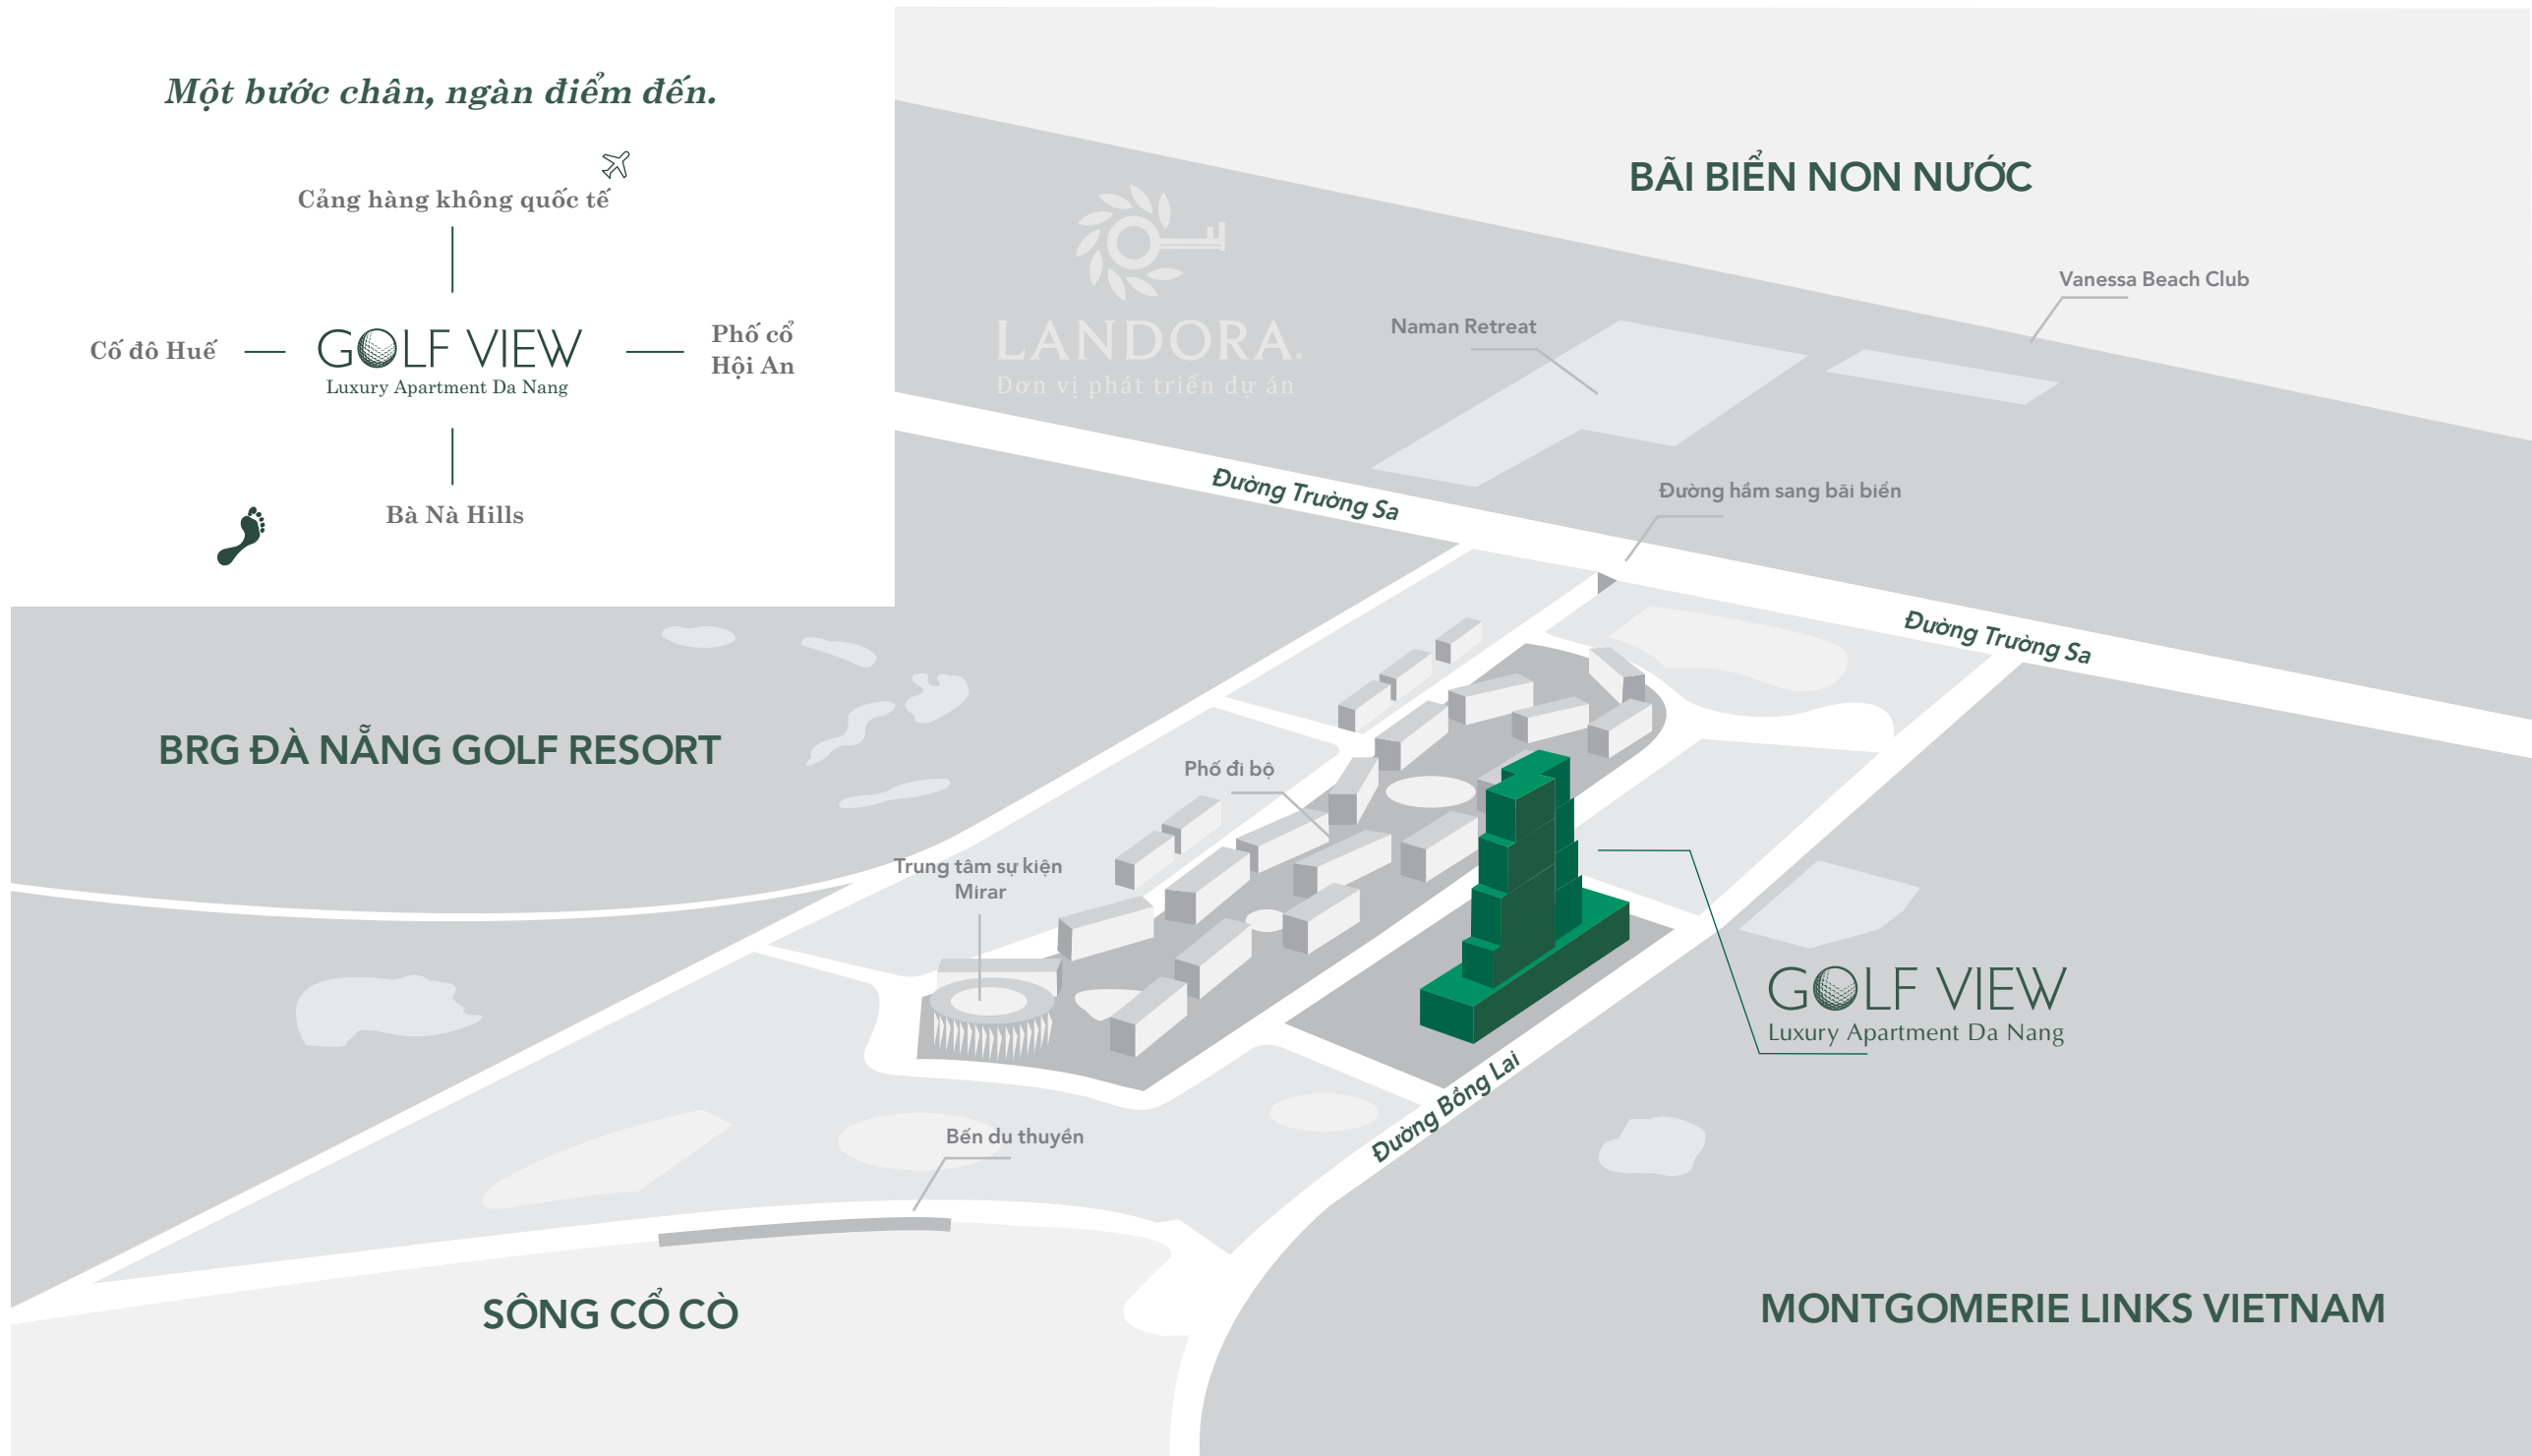 Một bước chân, ngàn điểm đến.
Cảng hàng không quốc tế
Cố đô Huế
GOLF VIEW
Luxury Apartment Da Nang
Phố cổ
Hội An
Bà Nà Hills
LANDORA
Đơn vị phát triển dự án
BÃI BIỂN NON NƯỚC
Vanessa Beach Club
Naman Retreat
Đường Trường Sa
Đường hầm sang bãi biển
Đường Trường Sa
BRG ĐÀ NẴNG GOLF RESORT
Phố đi bộ
Trung tâm sự kiện
Mirar
GOLF VIEW
Luxury Apartment Da Nang
Đường Bồng Lai
Bến du thuyền
SÔNG CỔ CÒ
MONTGOMERIE LINKS VIETNAM